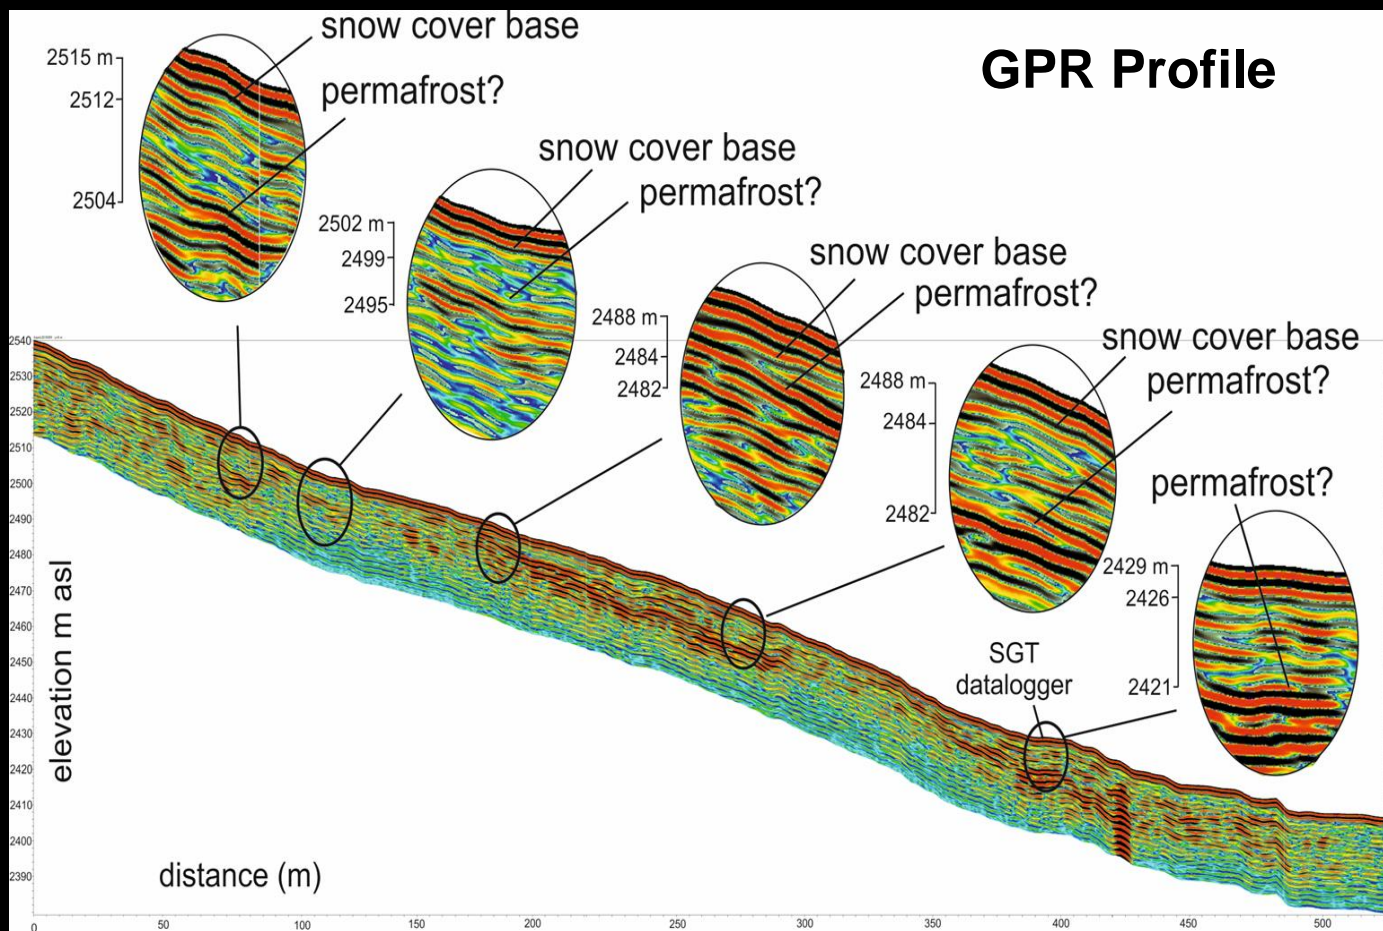 GPR Profile
snow cover base
permafrost?
2515 m
2512
2504
snow cover base
permafrost?
2502 m
2499
2495
snow cover base
permafrost?
2488 m
2484
2482
snow cover base
permafrost?
2488 m
2484
2482
permafrost?
2429 m
2426
2421
SGT
datalogger
elevation m asl
2540
2530
2520
2510
2500
2490
2480
2470
2460
2450
2440
2430
2420
2410
2400
2390
distance (m)
0
50
100
150
200
250
300
350
400
450
500